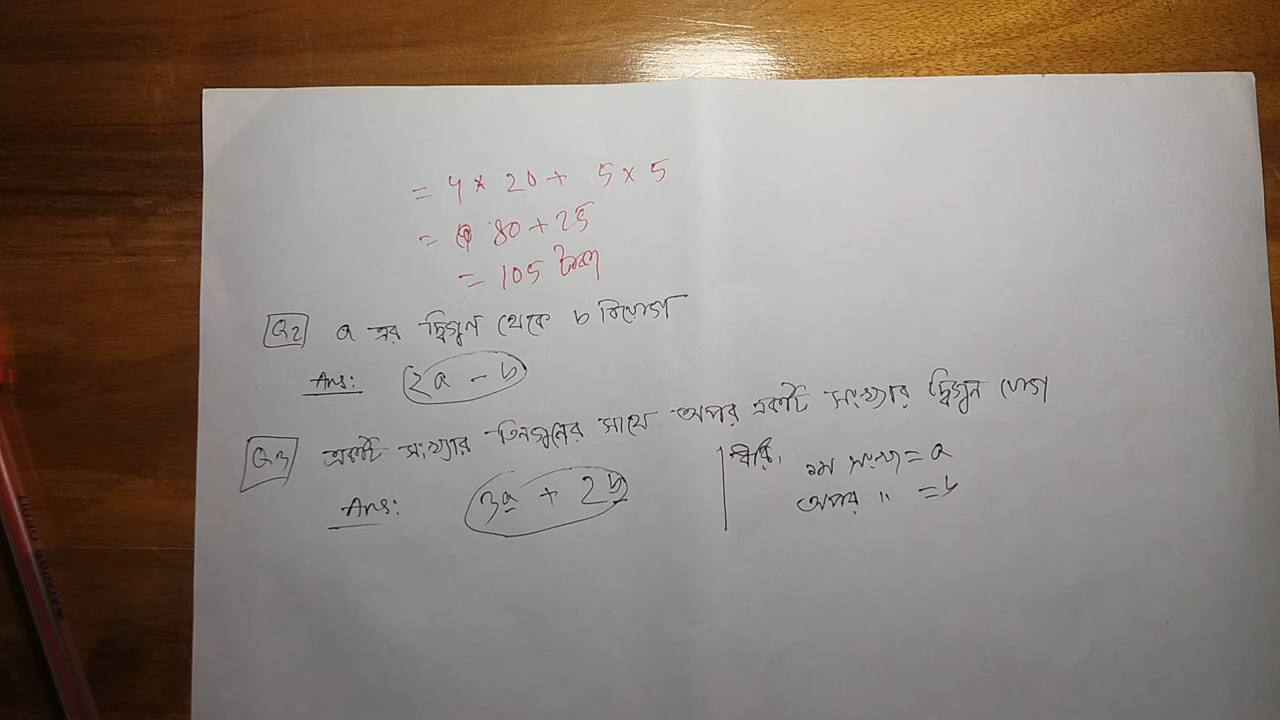 = 4 × 20 + 5 × 5
= 80 + 25
= 105 টাকা
Q2 a এর দ্বিগুন থেকে b বিয়োগ
Ans: 2a - b
Q3 একটি সংখ্যার তিনগুনের সাথে অপর একটি সংখ্যার দ্বিগুন যোগ
Ans: 3a + 2b
ধরি, ১ম সংখ্যা = a
অপর " = b
MATADOR